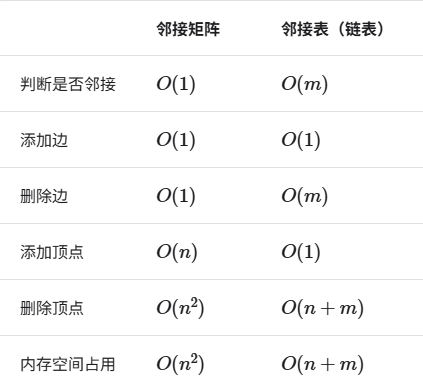 邻接矩阵 邻接表（链表）
判断是否邻接 O(1) O(m)
添加边 O(1) O(1)
删除边 O(1) O(m)
添加顶点 O(n) O(1)
删除顶点 O(n²) O(n + m)
内存空间占用 O(n²) O(n + m)